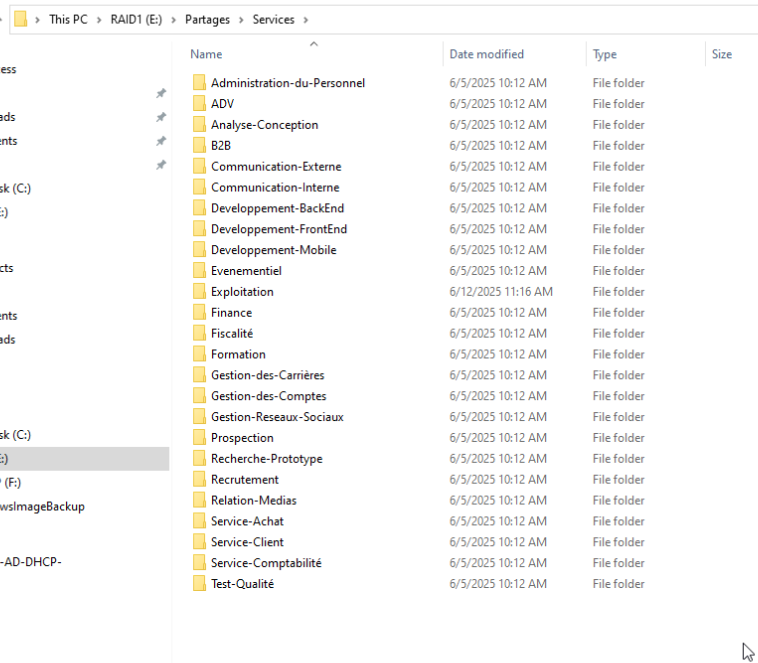 This PC > RAID1 (E:) > Partages > Services >
Name Date modified Type Size
ess
Administration-du-Personnel 6/5/2025 10:12 AM File folder
ADV 6/5/2025 10:12 AM File folder
ads
Analyse-Conception 6/5/2025 10:12 AM File folder
ents
B2B 6/5/2025 10:12 AM File folder
Communication-Externe 6/5/2025 10:12 AM File folder
sk (C:)
Communication-Interne 6/5/2025 10:12 AM File folder
:)
Developpement-BackEnd 6/5/2025 10:12 AM File folder
Developpement-FrontEnd 6/5/2025 10:12 AM File folder
Developpement-Mobile 6/5/2025 10:12 AM File folder
cts
Evenementiel 6/5/2025 10:12 AM File folder
Exploitation 6/12/2025 11:16 AM File folder
ents
Finance 6/5/2025 10:12 AM File folder
ads
Fiscalité 6/5/2025 10:12 AM File folder
Formation 6/5/2025 10:12 AM File folder
Gestion-des-Carrières 6/5/2025 10:12 AM File folder
Gestion-des-Comptes 6/5/2025 10:12 AM File folder
Gestion-Reseaux-Sociaux 6/5/2025 10:12 AM File folder
sk (C:)
Prospection 6/5/2025 10:12 AM File folder
:)
Recherche-Prototype 6/5/2025 10:12 AM File folder
(F:)
Recrutement 6/5/2025 10:12 AM File folder
wsImageBackup
Relation-Medias 6/5/2025 10:12 AM File folder
Service-Achat 6/5/2025 10:12 AM File folder
Service-Client 6/5/2025 10:12 AM File folder
-AD-DHCP-
Service-Comptabilité 6/5/2025 10:12 AM File folder
Test-Qualité 6/5/2025 10:12 AM File folder